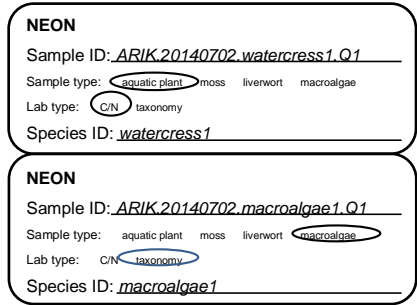 NEON
Sample ID: ARIK.20140702.watercress1.Q1
Sample type: aquatic plant moss liverwort macroalgae
Lab type: C/N taxonomy
Species ID: watercress1
NEON
Sample ID: ARIK.20140702.macroalgae1.Q1
Sample type: aquatic plant moss liverwort macroalgae
Lab type: C/N taxonomy
Species ID: macroalgae1